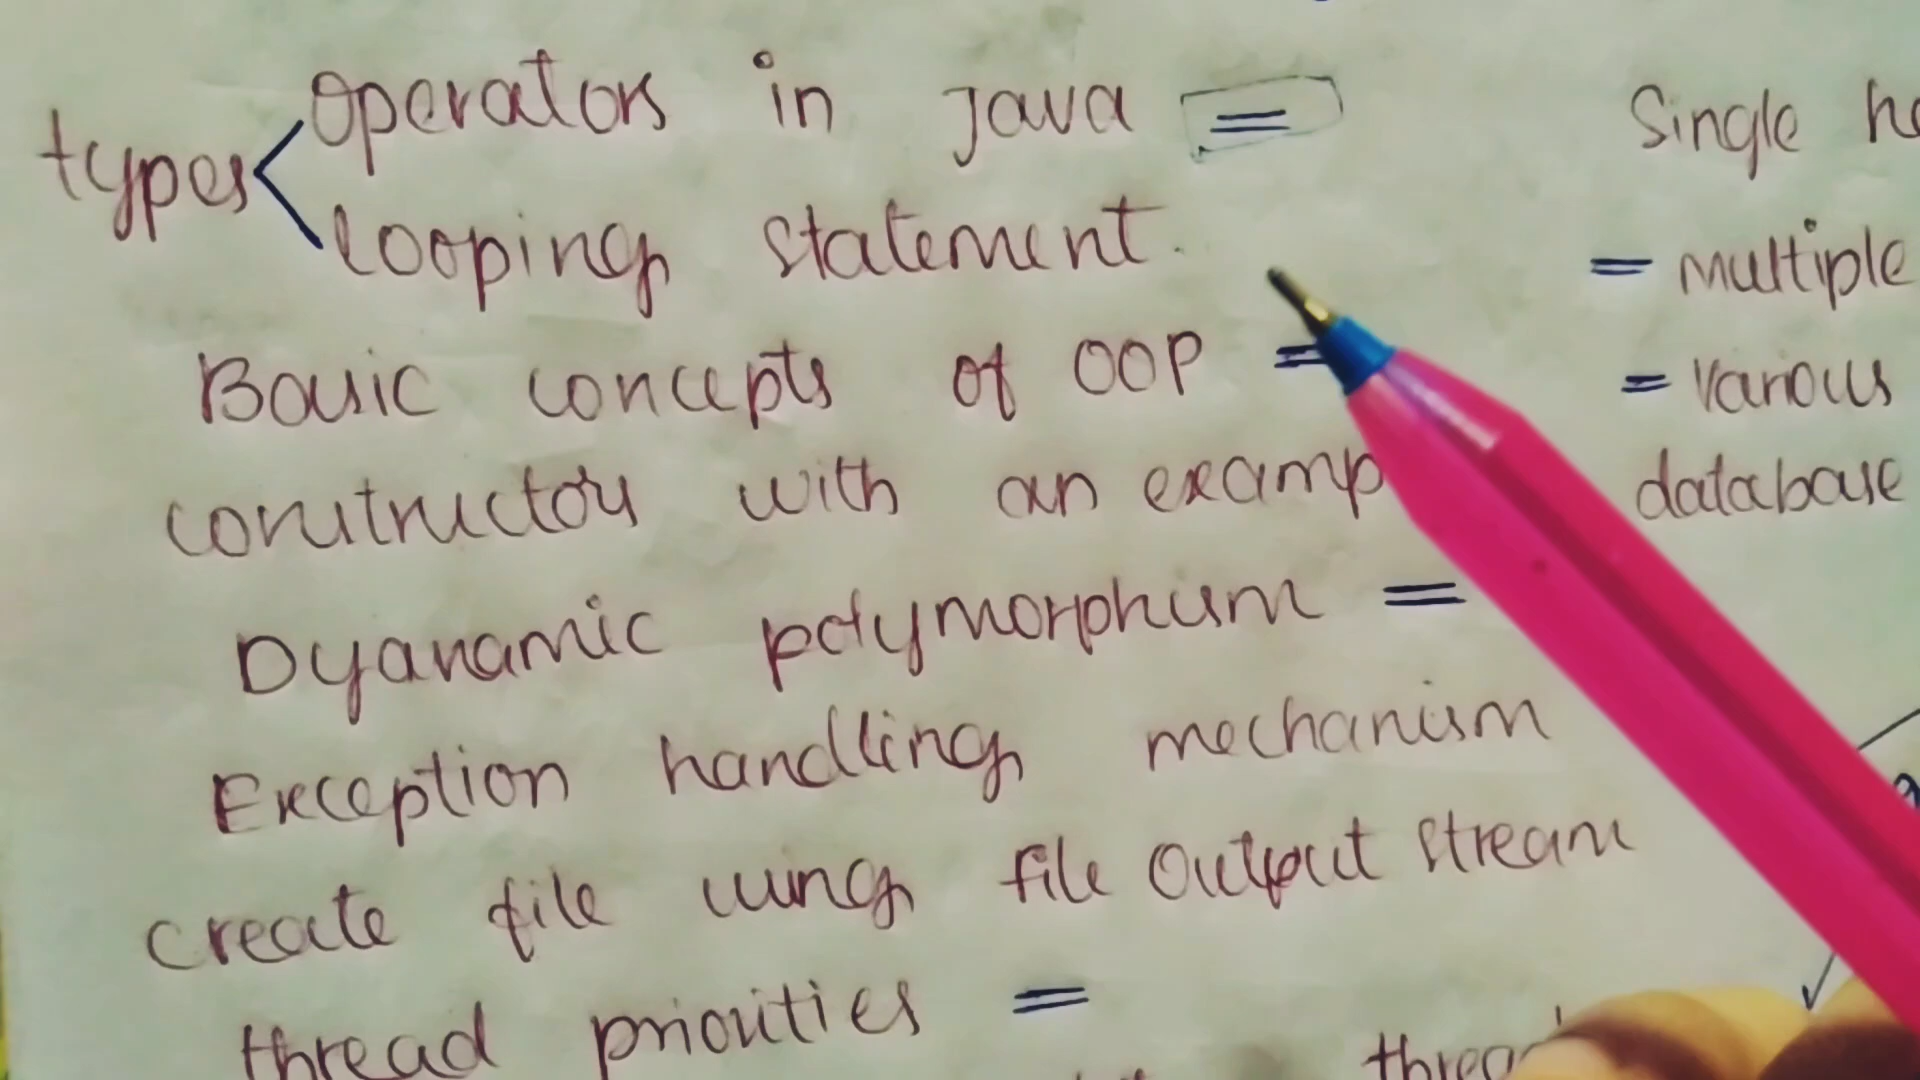 types
Operators in Java =
Looping statement.
Basic concepts of OOP =
constructor with an examp
Dyanamic polymorphism =
Exception handling mechanism
create file using file Output stream
thread priorities =
Single
= multiple
= various
database